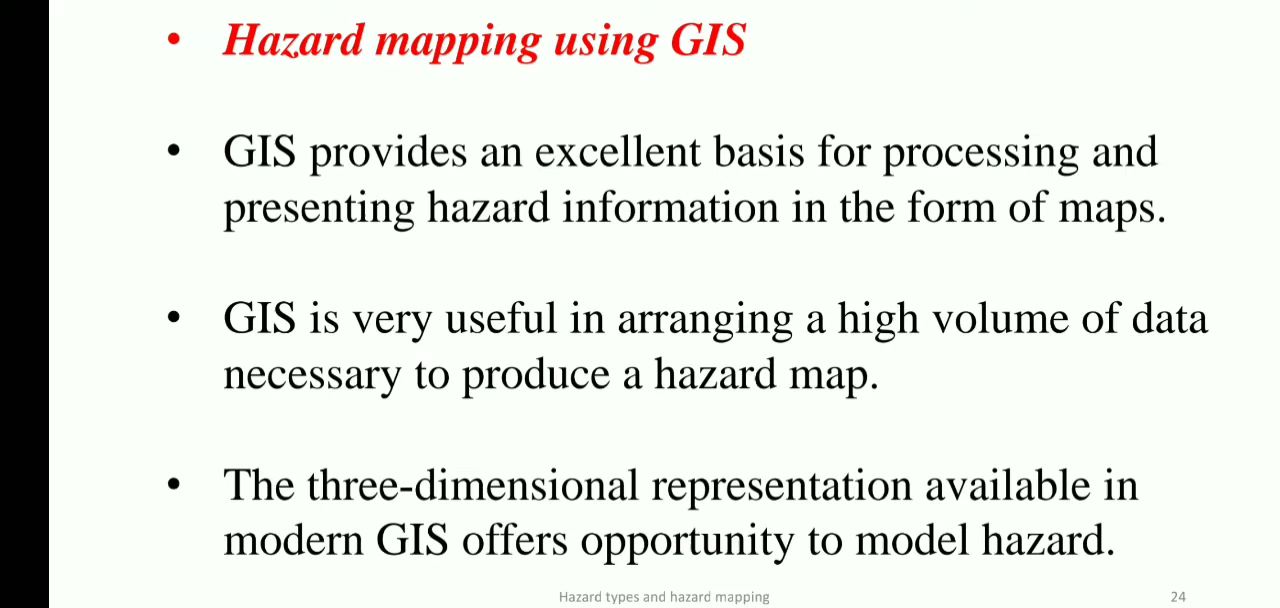 • Hazard mapping using GIS
• GIS provides an excellent basis for processing and
presenting hazard information in the form of maps.
• GIS is very useful in arranging a high volume of data
necessary to produce a hazard map.
• The three-dimensional representation available in
modern GIS offers opportunity to model hazard.
Hazard types and hazard mapping
24